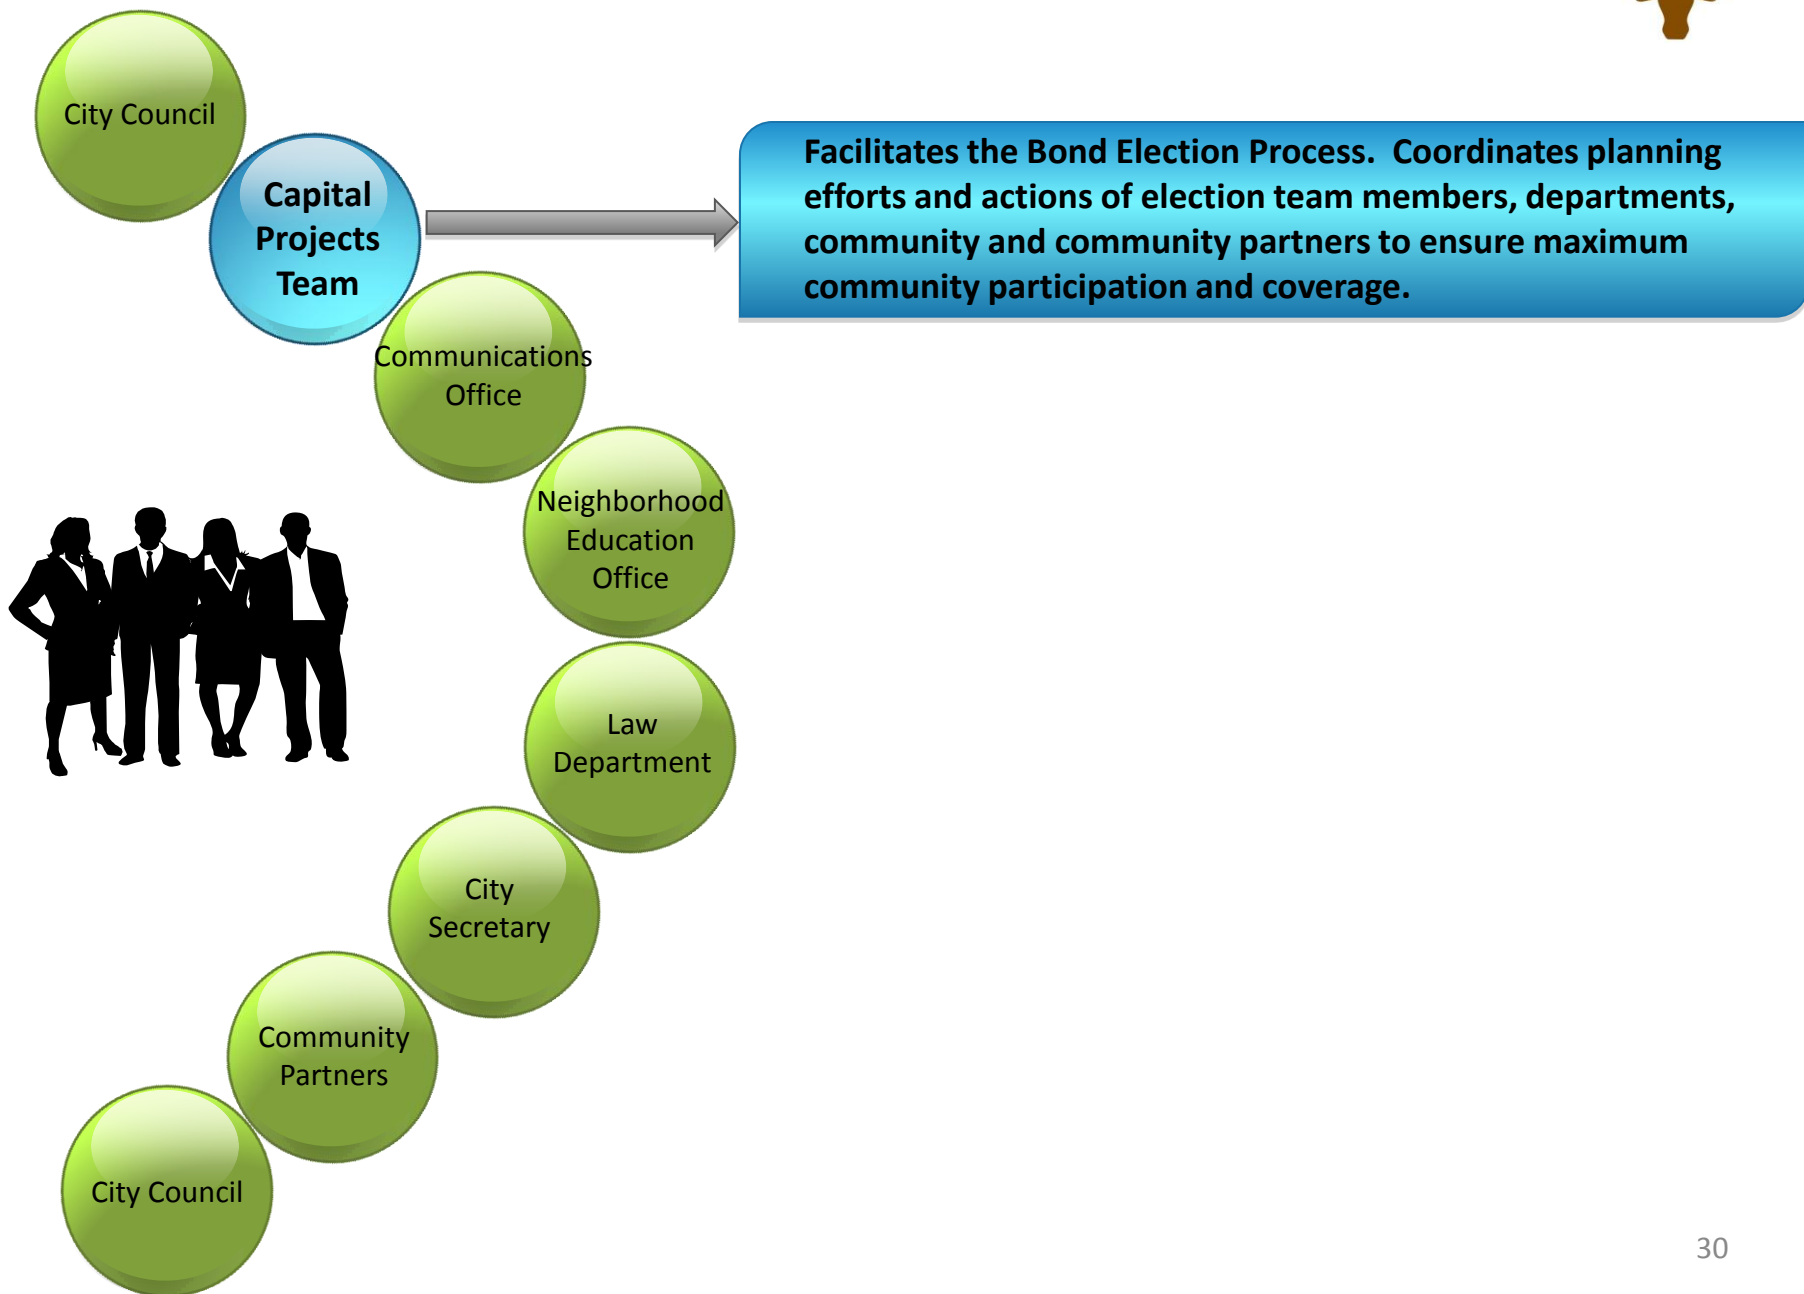 City Council
Capital
Projects
Team
Facilitates the Bond Election Process.  Coordinates planning
efforts and actions of election team members, departments,
community and community partners to ensure maximum
community participation and coverage.
Communications
Office
Neighborhood
Education
Office
Law
Department
City
Secretary
Community
Partners
City Council
30